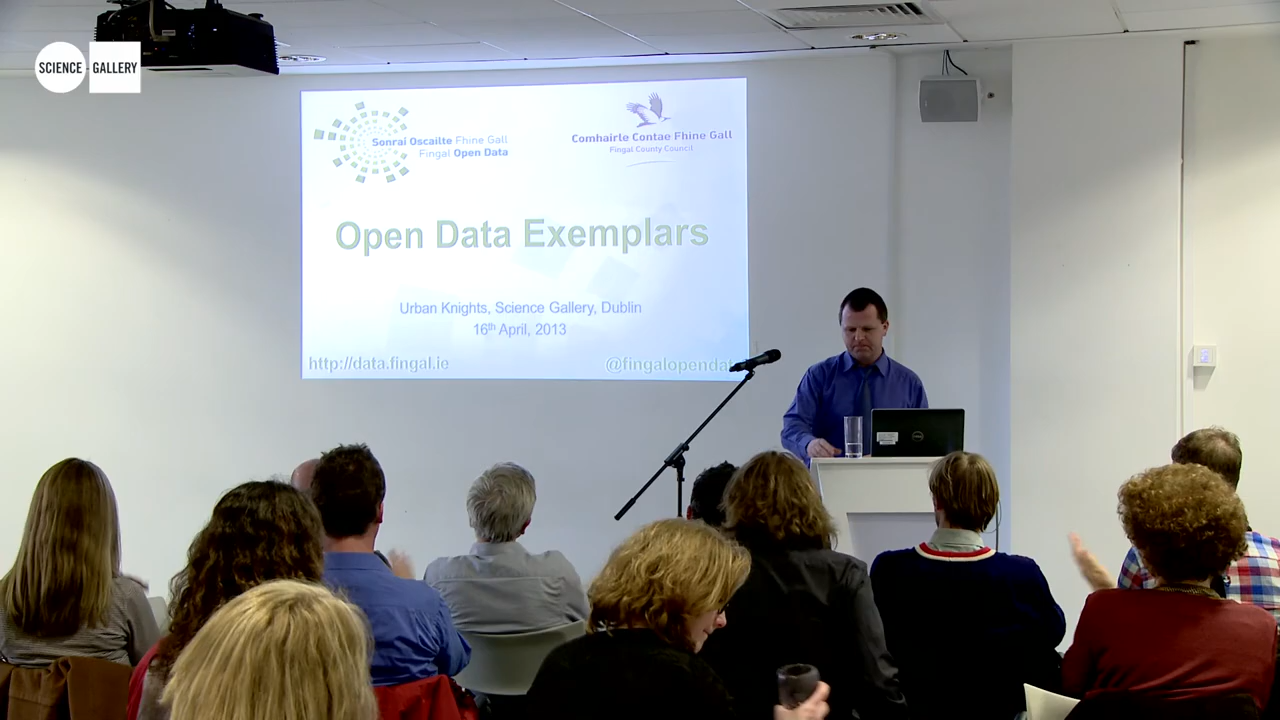 SCIENCE GALLERY
Sonraí Oscailte Fhine Gall
Fingal Open Data
Comhairle Contae Fhine Gall
Fingal County Council
Open Data Exemplars
Urban Knights, Science Gallery, Dublin
16th April, 2013
http://data.fingal.ie
@fingalopendat
DELL